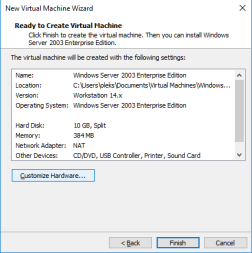 New Virtual Machine Wizard
Ready to Create Virtual Machine
Click Finish to create the virtual machine. Then you can install Windows
Server 2003 Enterprise Edition.
The virtual machine will be created with the following settings:
Name: Windows Server 2003 Enterprise Edition
Location: C:\Users\pleks\Documents\Virtual Machines\Windows...
Version: Workstation 14.x
Operating System: Windows Server 2003 Enterprise Edition
Hard Disk: 10 GB, Split
Memory: 384 MB
Network Adapter: NAT
Other Devices: CD/DVD, USB Controller, Printer, Sound Card
Customize Hardware...
< Back Finish Cancel